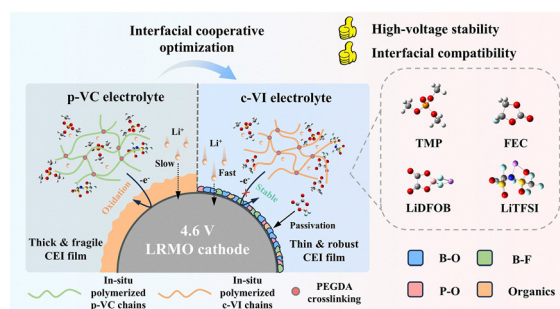 Interfacial cooperative
optimization
High-voltage stability
Interfacial compatibility
p-VC electrolyte
c-VI electrolyte
Li⁺
Slow
Li⁺
Fast
-e⁻
Oxidation
-e⁻
Stable
Passivation
Thick & fragile
CEI film
4.6 V
LRMO cathode
Thin & robust
CEI film
In-situ
polymerized
p-VC chains
In-situ
polymerized
c-VI chains
PEGDA
crosslinking
TMP
FEC
LiDFOB
LiTFSI
B-O
B-F
P-O
Organics